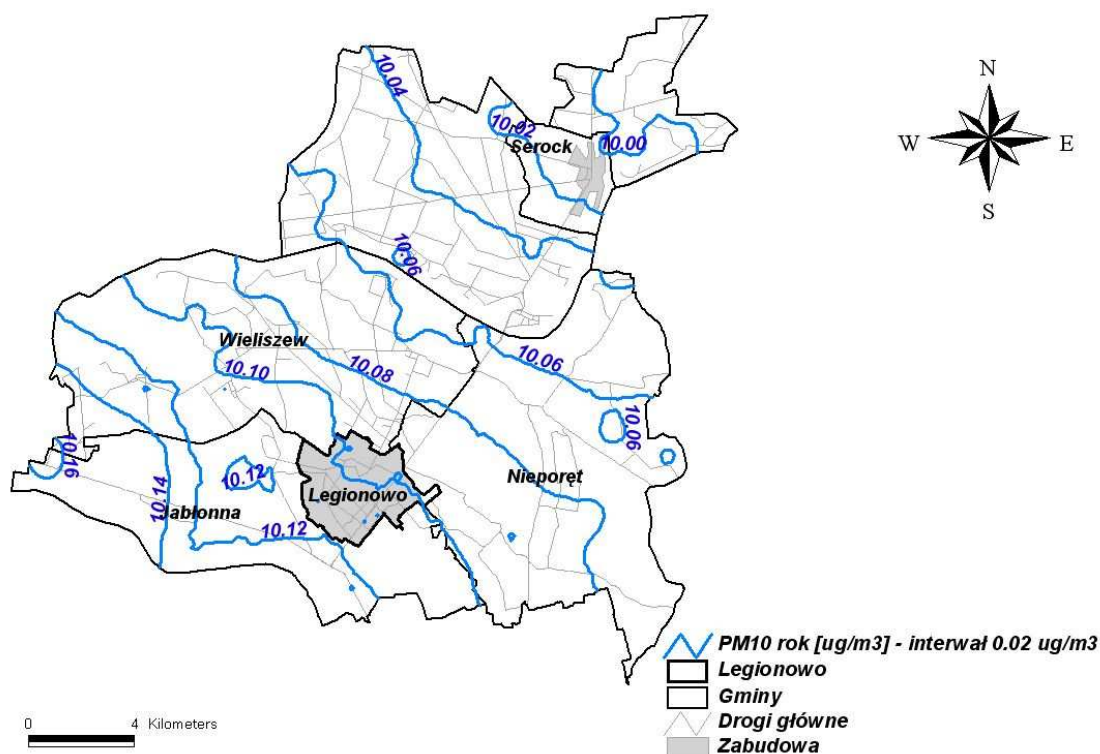 10.04
10.02
Serock
10.00
N
W
E
S
10.06
Wieliszew
10.10
10.08
10.06
10.06
10.16
10.14
10.12
Jabłonna
10.12
Legionowo
Nieporęt
PM10 rok [ug/m3] - interwał 0.02 ug/m3
Legionowo
Gminy
Drogi główne
Zabudowa
0 4 Kilometers